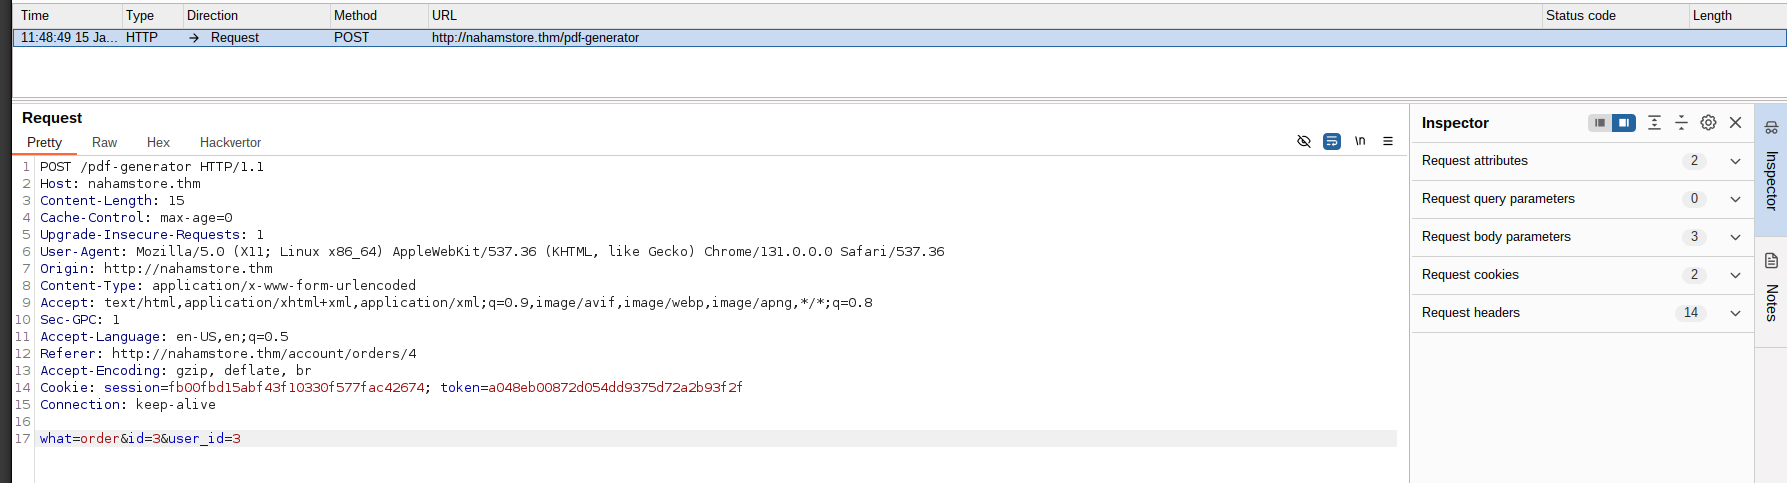 Time Type Direction Method URL Status code Length
11:48:49 15 Ja... HTTP → Request POST http://nahamstore.thm/pdf-generator
Request
Pretty Raw Hex Hackvertor \n
1 POST /pdf-generator HTTP/1.1
2 Host: nahamstore.thm
3 Content-Length: 15
4 Cache-Control: max-age=0
5 Upgrade-Insecure-Requests: 1
6 User-Agent: Mozilla/5.0 (X11; Linux x86_64) AppleWebKit/537.36 (KHTML, like Gecko) Chrome/131.0.0.0 Safari/537.36
7 Origin: http://nahamstore.thm
8 Content-Type: application/x-www-form-urlencoded
9 Accept: text/html,application/xhtml+xml,application/xml;q=0.9,image/avif,image/webp,image/apng,*/*;q=0.8
10 Sec-GPC: 1
11 Accept-Language: en-US,en;q=0.5
12 Referer: http://nahamstore.thm/account/orders/4
13 Accept-Encoding: gzip, deflate, br
14 Cookie: session=fb00fbd15abf43f10330f577fac42674; token=a048eb00872d054dd9375d72a2b93f2f
15 Connection: keep-alive
16
17 what=order&id=3&user_id=3
Inspector
Request attributes 2
Request query parameters 0
Request body parameters 3
Request cookies 2
Request headers 14
Inspector
Notes